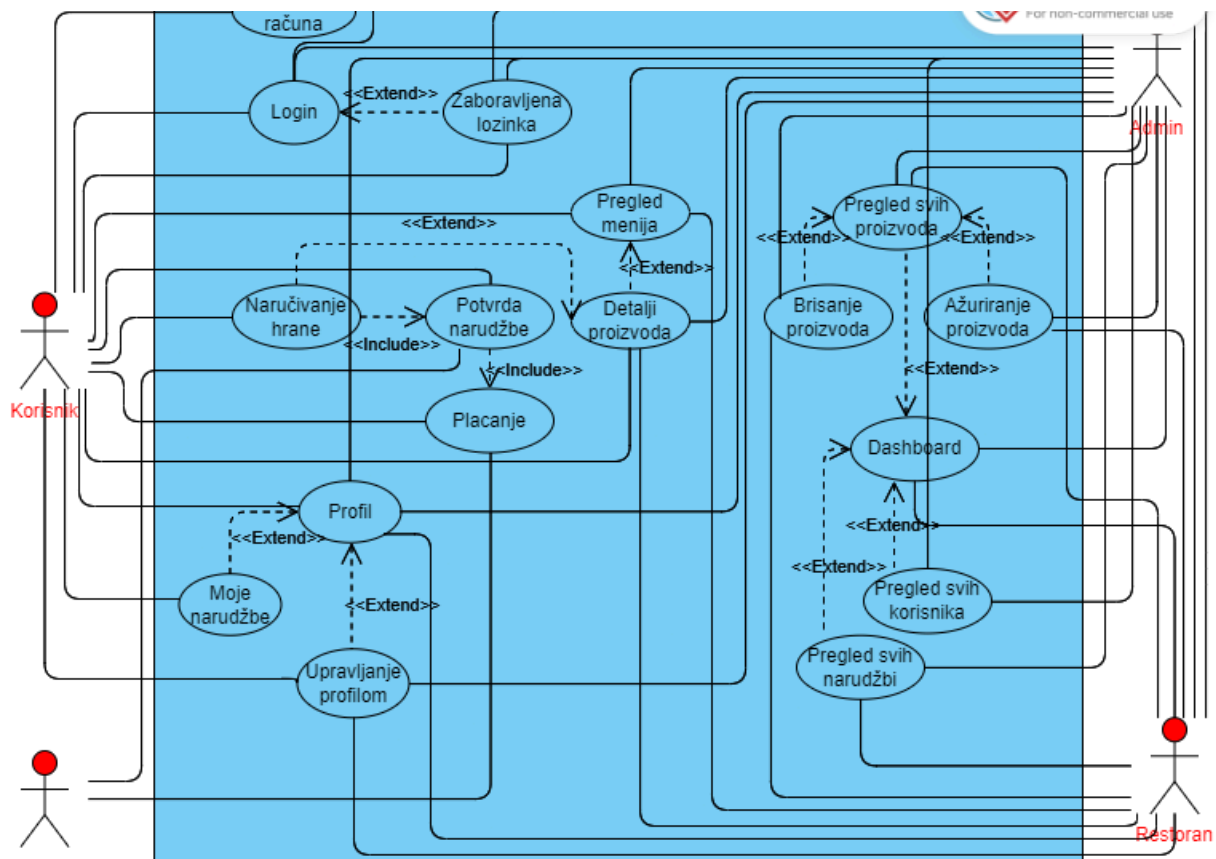 računa
For non-commercial use
<<Extend>>
Login
Zaboravljena
lozinka
Admin
Pregled
menija
Pregled svih
proizvoda
<<Extend>>
<<Extend>>
<<Extend>>
<<Extend>>
Naručivanje
hrane
Potvrda
narudžbe
Detalji
proizvoda
Brisanje
proizvoda
Ažuriranje
proizvoda
<<Include>>
<<Include>>
<<Extend>>
Korisnik
Placanje
Dashboard
Profil
<<Extend>>
<<Extend>>
<<Extend>>
Moje
narudžbe
<<Extend>>
Pregled svih
korisnika
Upravljanje
profilom
Pregled svih
narudžbi
Restoran